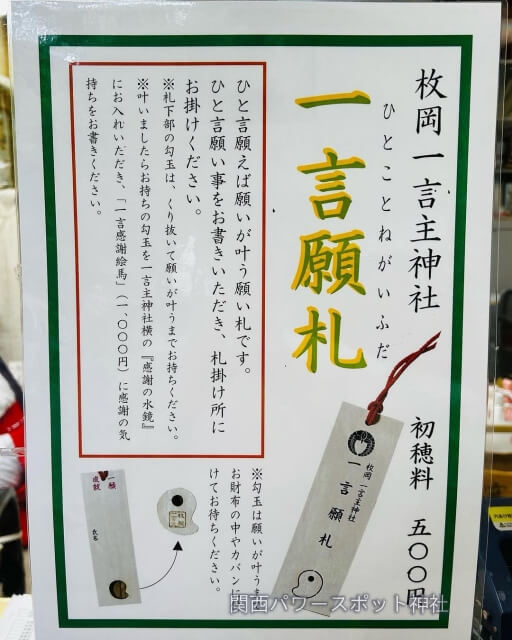 枚岡一言主神社
ひとことねがいふだ
一言願札
初穂料 五〇〇円
ひと言願えば願いが叶う願い札です。
ひと言願い事をお書きいただき、札掛け所に
お掛けください。
※札下部の勾玉は、くり抜いて願いが叶うまでお持ちください。
※叶いましたらお持ちの勾玉を一言主神社横の『感謝の水鏡』
にお入れいただき、「一言感謝絵馬」(一、〇〇〇円)に感謝の気
持ちをお書きください。
※勾玉は願いが叶うま
お財布の中やカバンに
けてお待ちください。
枚岡一言主神社
一言願札
一願
成就
氏名
関西パワースポット神社